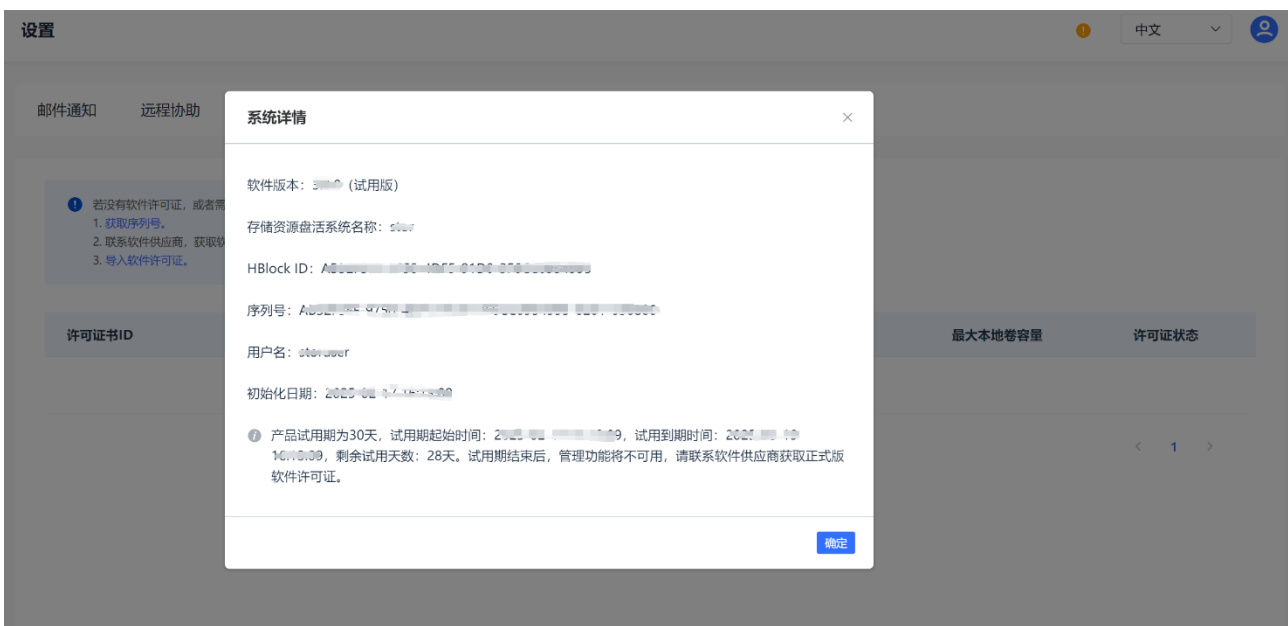 设置
中文
邮件通知 远程协助
系统详情
软件版本: (试用版)
若没有软件许可证，或者需
1. 获取序列号。
存储资源盘活系统名称: stor
2. 联系软件供应商，获取软
3. 导入软件许可证。
HBlock ID:
序列号:
许可证书ID 最大本地卷容量 许可证状态
用户名: storuser
初始化日期:
产品试用期为30天，试用期起始时间: ，试用到期时间:
，剩余试用天数: 28天。试用期结束后，管理功能将不可用，请联系软件供应商获取正式版
软件许可证。
1
确定